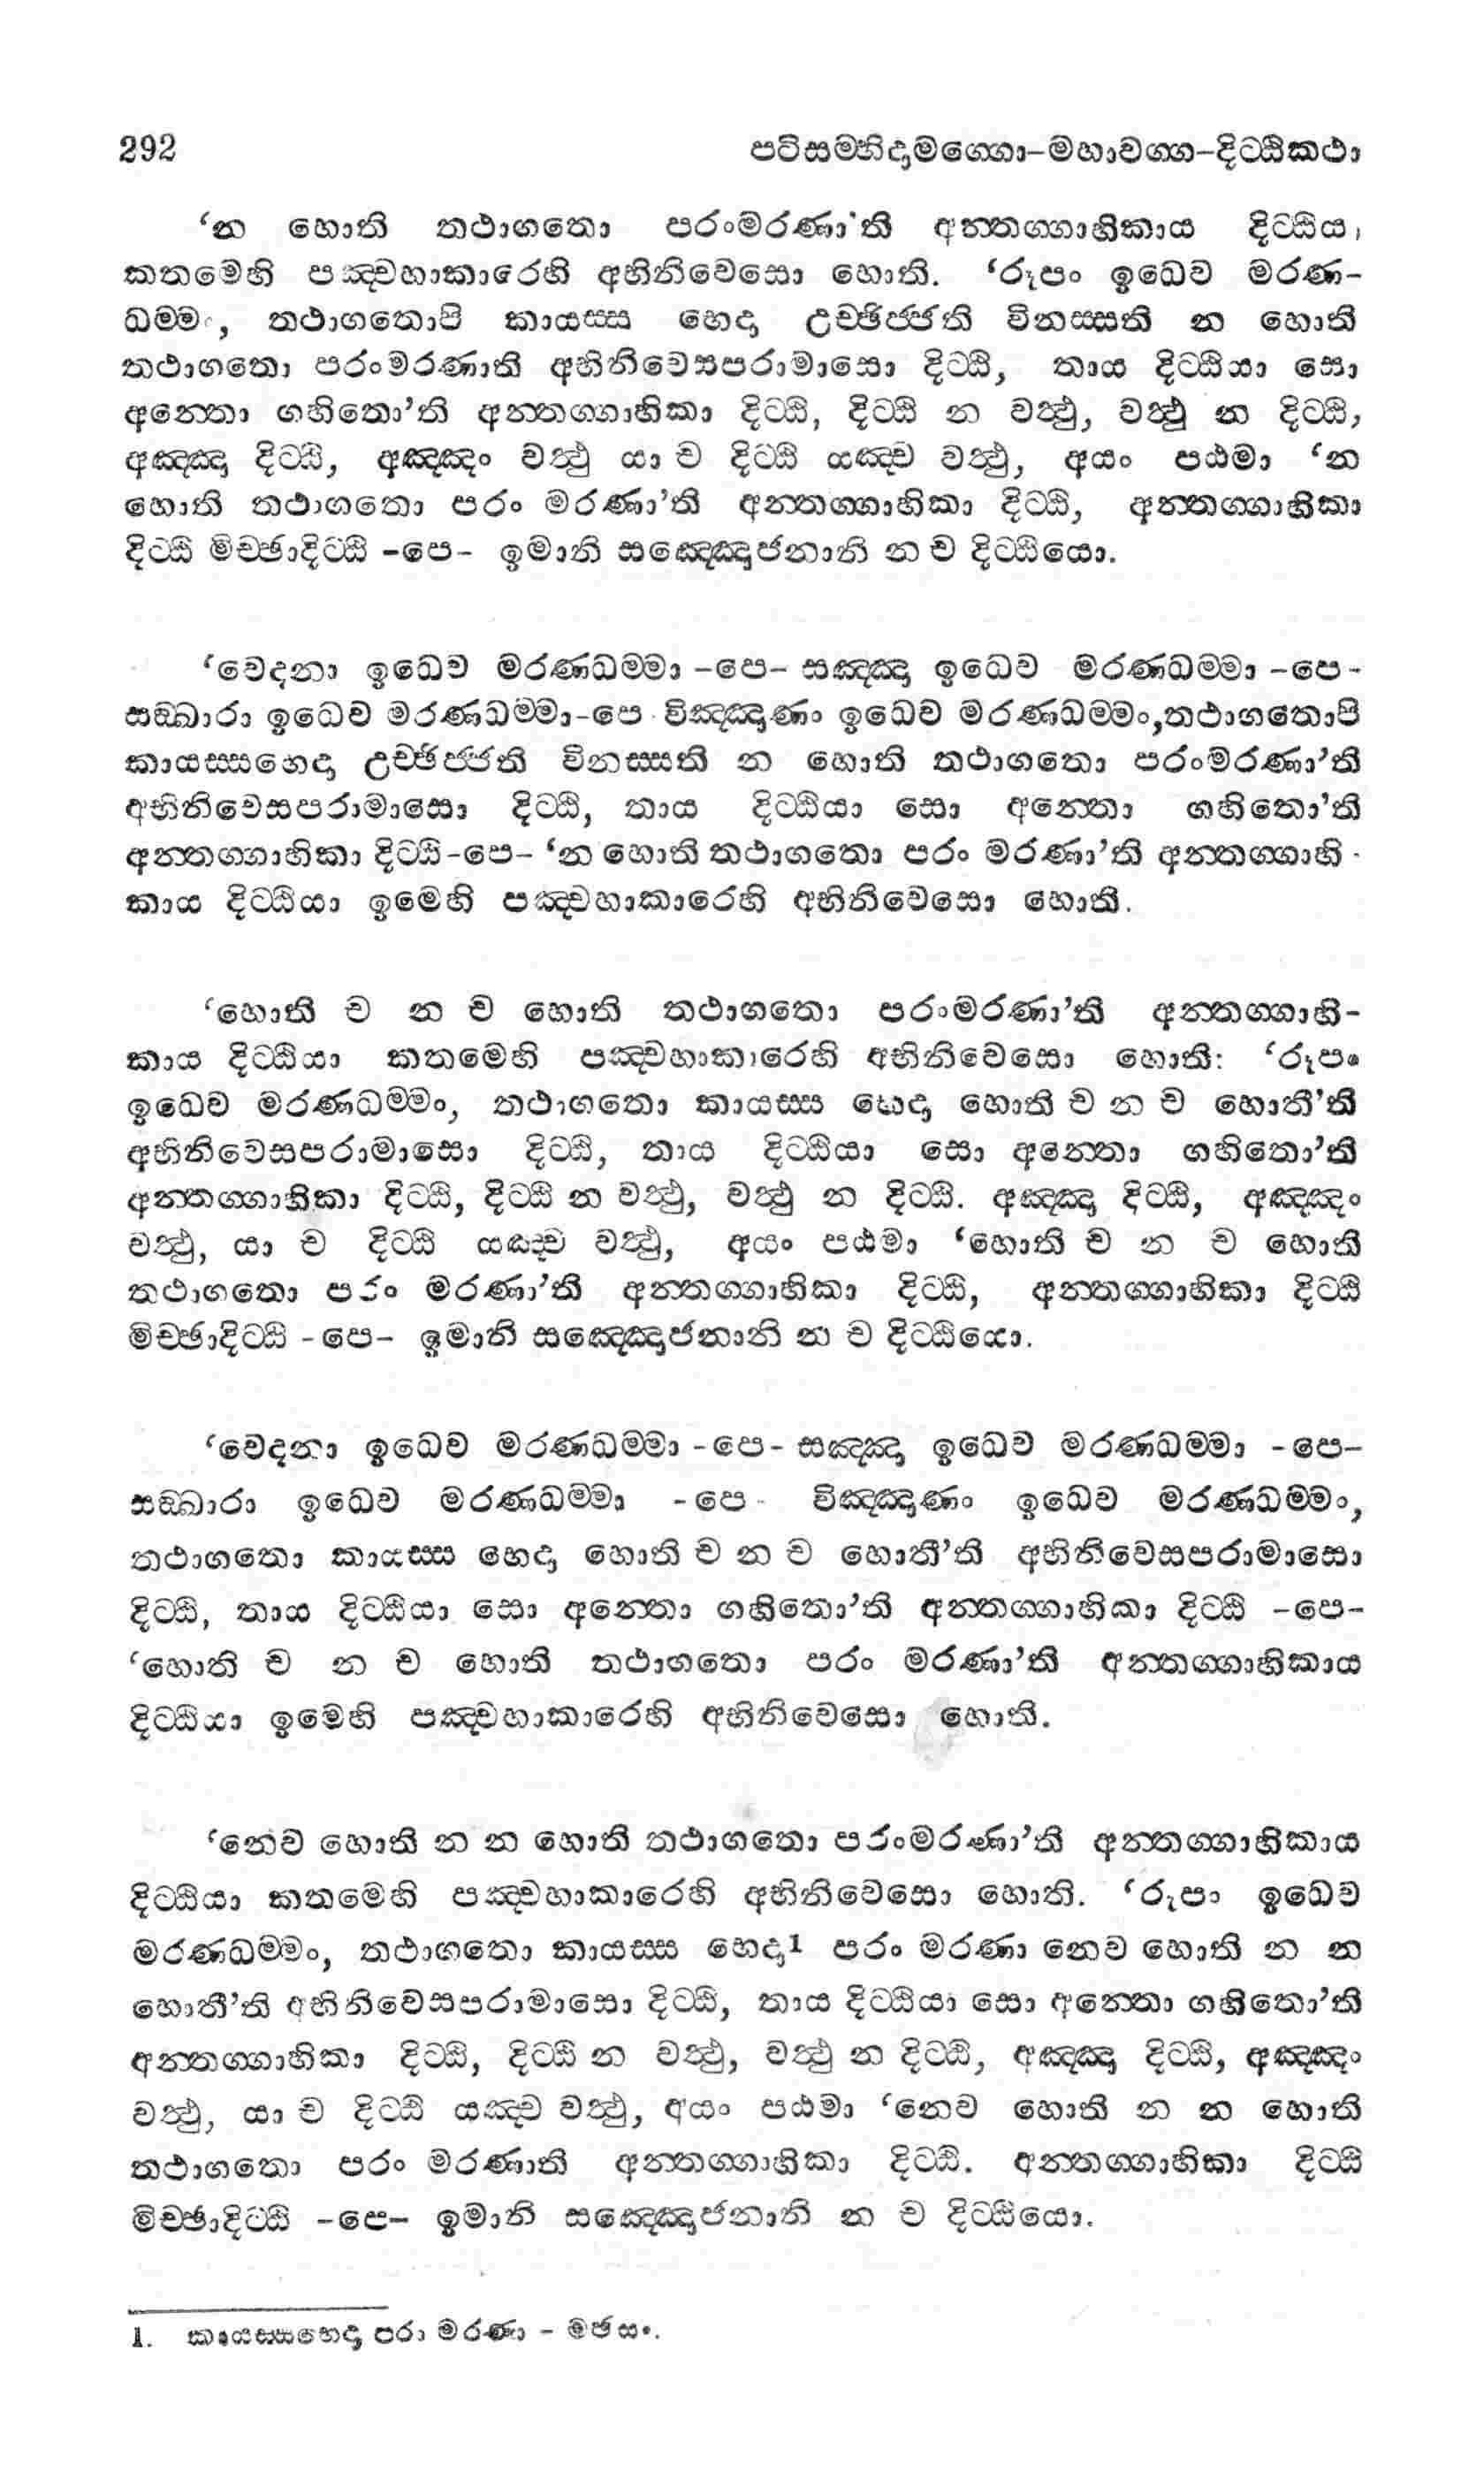 292 පටිසම්භිදාමග්ගො-මහාවග්ග-දිට්ඨිකථා
‘න හොති තථාගතො පරංමරණා’ති අන්තග්ගාහිකාය දිට්ඨිය,
කතමෙහි පඤ්චහාකාරෙහි අභිනිවෙසො හොති. ‘රූපං ඉධෙව මරණ-
ධම්මං, තථාගතොපි කායස්ස භෙදා උච්ඡිජ්ජති විනස්සති න හොති
තථාගතො පරංමරණාති අභිනිවෙසපරාමාසො දිට්ඨි, තාය දිට්ඨියා සො
අන්තො ගහිතො’ති අන්තග්ගාහිකා දිට්ඨි, දිට්ඨි න වත්ථු, වත්ථු න දිට්ඨි,
අඤ්ඤා දිට්ඨි, අඤ්ඤං වත්ථු යා ච දිට්ඨි යඤ්ච වත්ථු, අයං පඨමා ‘න
හොති තථාගතො පරං මරණා’ති අන්තග්ගාහිකා දිට්ඨි, අන්තග්ගාහිකා
දිට්ඨි මිච්ඡාදිට්ඨි -පෙ- ඉමානි සඤ්ඤොජනානි න ච දිට්ඨියො.
‘වෙදනා ඉධෙව මරණධම්මා -පෙ- සඤ්ඤා ඉධෙව මරණධම්මා -පෙ-
සඞ්ඛාරා ඉධෙව මරණධම්මා-පෙ- විඤ්ඤාණං ඉධෙව මරණධම්මං,තථාගතොපි
කායස්සභෙදා උච්ඡිජ්ජති විනස්සති න හොති තථාගතො පරංමරණා’ති
අභිනිවෙසපරාමාසො දිට්ඨි, තාය දිට්ඨියා සො අන්තො ගහිතො’ති
අන්තග්ගාහිකා දිට්ඨි-පෙ- ‘න හොති තථාගතො පරං මරණා’ති අන්තග්ගාහි-
කාය දිට්ඨියා ඉමෙහි පඤ්චහාකාරෙහි අභිනිවෙසො හොති.
‘හොති ච න ච හොති තථාගතො පරංමරණා’ති අන්තග්ගාහි-
කාය දිට්ඨියා කතමෙහි පඤ්චහාකාරෙහි අභිනිවෙසො හොති: ‘රූපං
ඉධෙව මරණධම්මං, තථාගතො කායස්ස භෙදා හොති ච න ච හොතී’ති
අභිනිවෙසපරාමාසො දිට්ඨි, තාය දිට්ඨියා සො අන්තො ගහිතො’ති
අන්තග්ගාහිකා දිට්ඨි, දිට්ඨි න වත්ථු, වත්ථු න දිට්ඨි. අඤ්ඤා දිට්ඨි, අඤ්ඤං
වත්ථු, යා ච දිට්ඨි යඤ්ච වත්ථු, අයං පඨමා ‘හොති ච න ච හොති
තථාගතො පරං මරණා’ති අන්තග්ගාහිකා දිට්ඨි, අන්තග්ගාහිකා දිට්ඨි
මිච්ඡාදිට්ඨි -පෙ- ඉමානි සඤ්ඤොජනානි න ච දිට්ඨියො.
‘වෙදනා ඉධෙව මරණධම්මා -පෙ- සඤ්ඤා ඉධෙව මරණධම්මා -පෙ-
සඞ්ඛාරා ඉධෙව මරණධම්මා -පෙ- විඤ්ඤාණං ඉධෙව මරණධම්මං,
තථාගතො කායස්ස භෙදා හොති ච න ච හොතී’ති අභිනිවෙසපරාමාසො
දිට්ඨි, තාය දිට්ඨියා සො අන්තො ගහිතො’ති අන්තග්ගාහිකා දිට්ඨි -පෙ-
‘හොති ච න ච හොති තථාගතො පරං මරණා’ති අන්තග්ගාහිකාය
දිට්ඨියා ඉමෙහි පඤ්චහාකාරෙහි අභිනිවෙසො හොති.
‘නෙව හොති න න හොති තථාගතො පරංමරණා’ති අන්තග්ගාහිකාය
දිට්ඨියා කතමෙහි පඤ්චහාකාරෙහි අභිනිවෙසො හොති. ‘රූපං ඉධෙව
මරණධම්මං, තථාගතො කායස්ස භෙදා1 පරං මරණා නෙව හොති න න
හොතී’ති අභිනිවෙසපරාමාසො දිට්ඨි, තාය දිට්ඨියා සො අන්තො ගහිතො’ති
අන්තග්ගාහිකා දිට්ඨි, දිට්ඨි න වත්ථු, වත්ථු න දිට්ඨි, අඤ්ඤා දිට්ඨි, අඤ්ඤං
වත්ථු, යා ච දිට්ඨි යඤ්ච වත්ථු, අයං පඨමා ‘නෙව හොති න න හොති
තථාගතො පරං මරණාති අන්තග්ගාහිකා දිට්ඨි. අන්තග්ගාහිකා දිට්ඨි
මිච්ඡාදිට්ඨි -පෙ- ඉමානි සඤ්ඤොජනානි න ච දිට්ඨියො.
1. කායස්සභෙදා පරා මරණා - මඡසං.